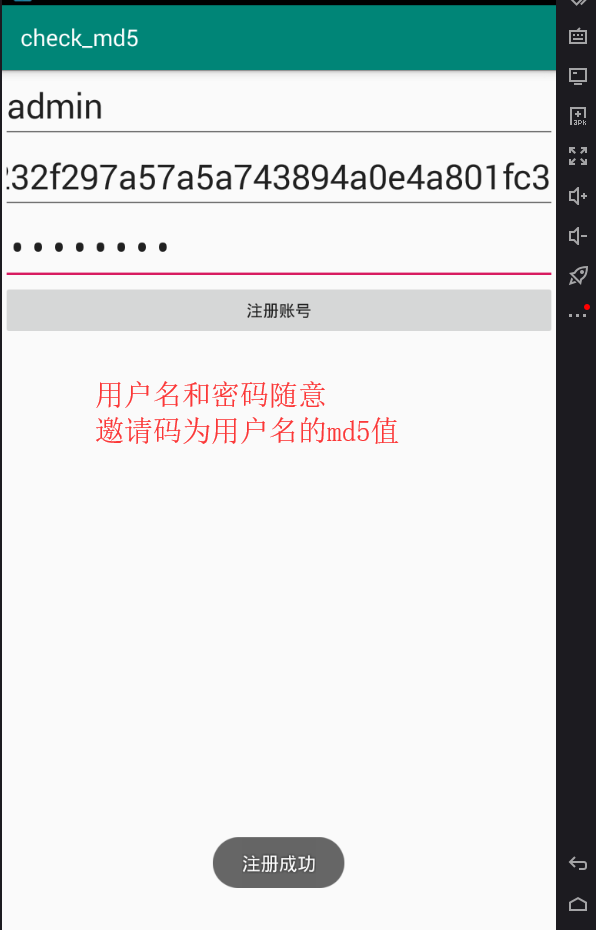 check_md5
admin
232f297a57a5a743894a0e4a801fc3
••••••••
注册账号
用户名和密码随意
邀请码为用户名的md5值
注册成功